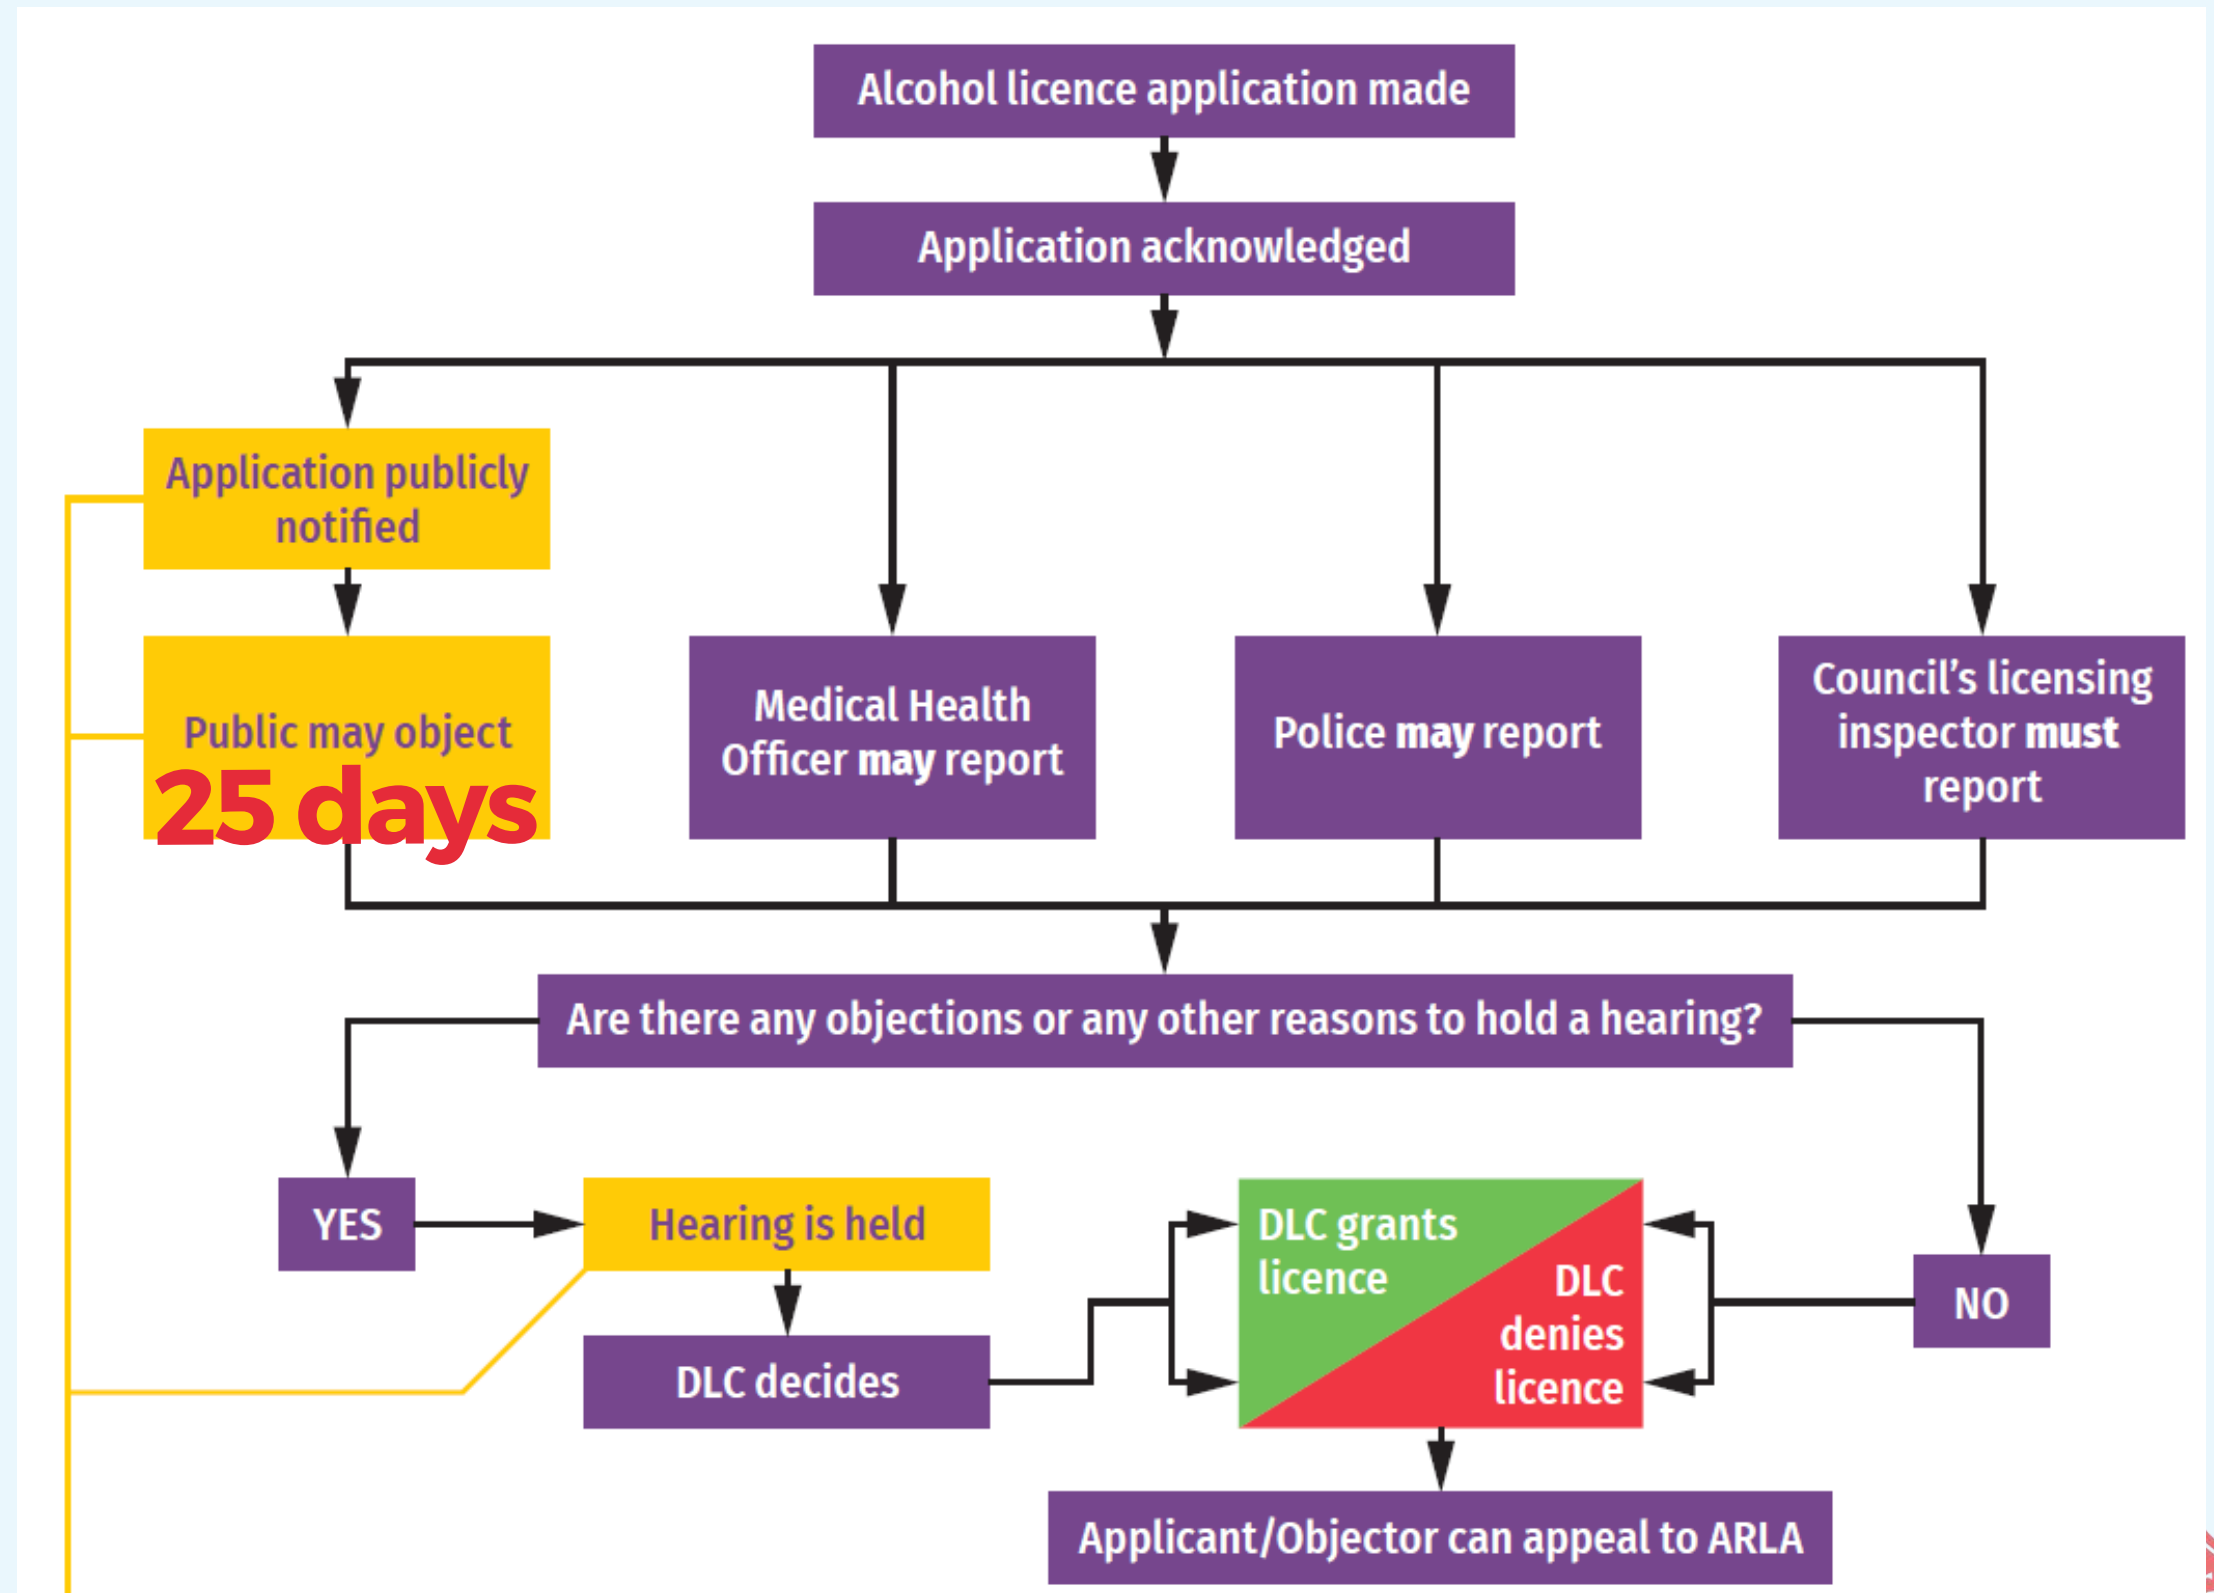 Alcohol licence application made
Application acknowledged
Application publicly
notified
Public may object
25 days
Medical Health
Officer may report
Police may report
Council's licensing
inspector must
report
Are there any objections or any other reasons to hold a hearing?
YES
Hearing is held
DLC decides
DLC grants
licence
DLC
denies
licence
NO
Applicant/Objector can appeal to ARLA